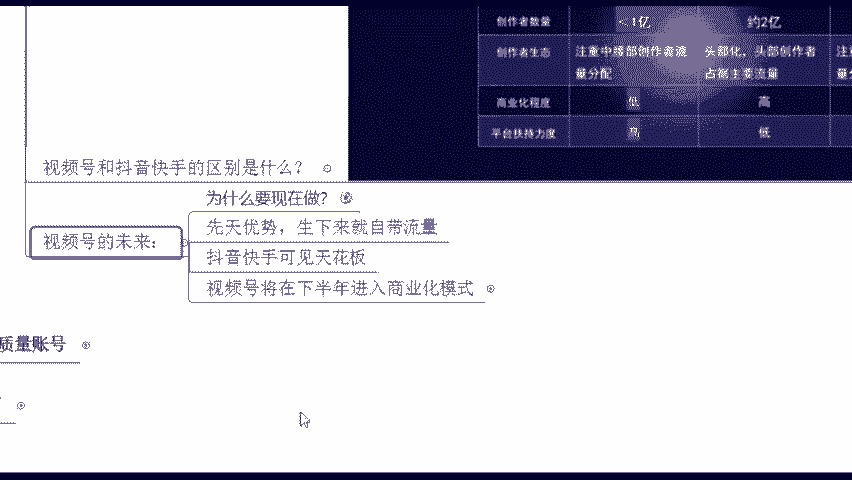 创作者数量 <1亿 约2亿
创作者生态 注重中腰部创作者流 头部化，头部创作者 注重
量分配 占据主要流量 量分
商业化程度 低 高
平台扶持力度 高 低
视频号和抖音快手的区别是什么？
为什么要现在做？
先天优势，生下来就自带流量
视频号的未来：
抖音快手可见天花板
视频号将在下半年进入商业化模式
质量账号